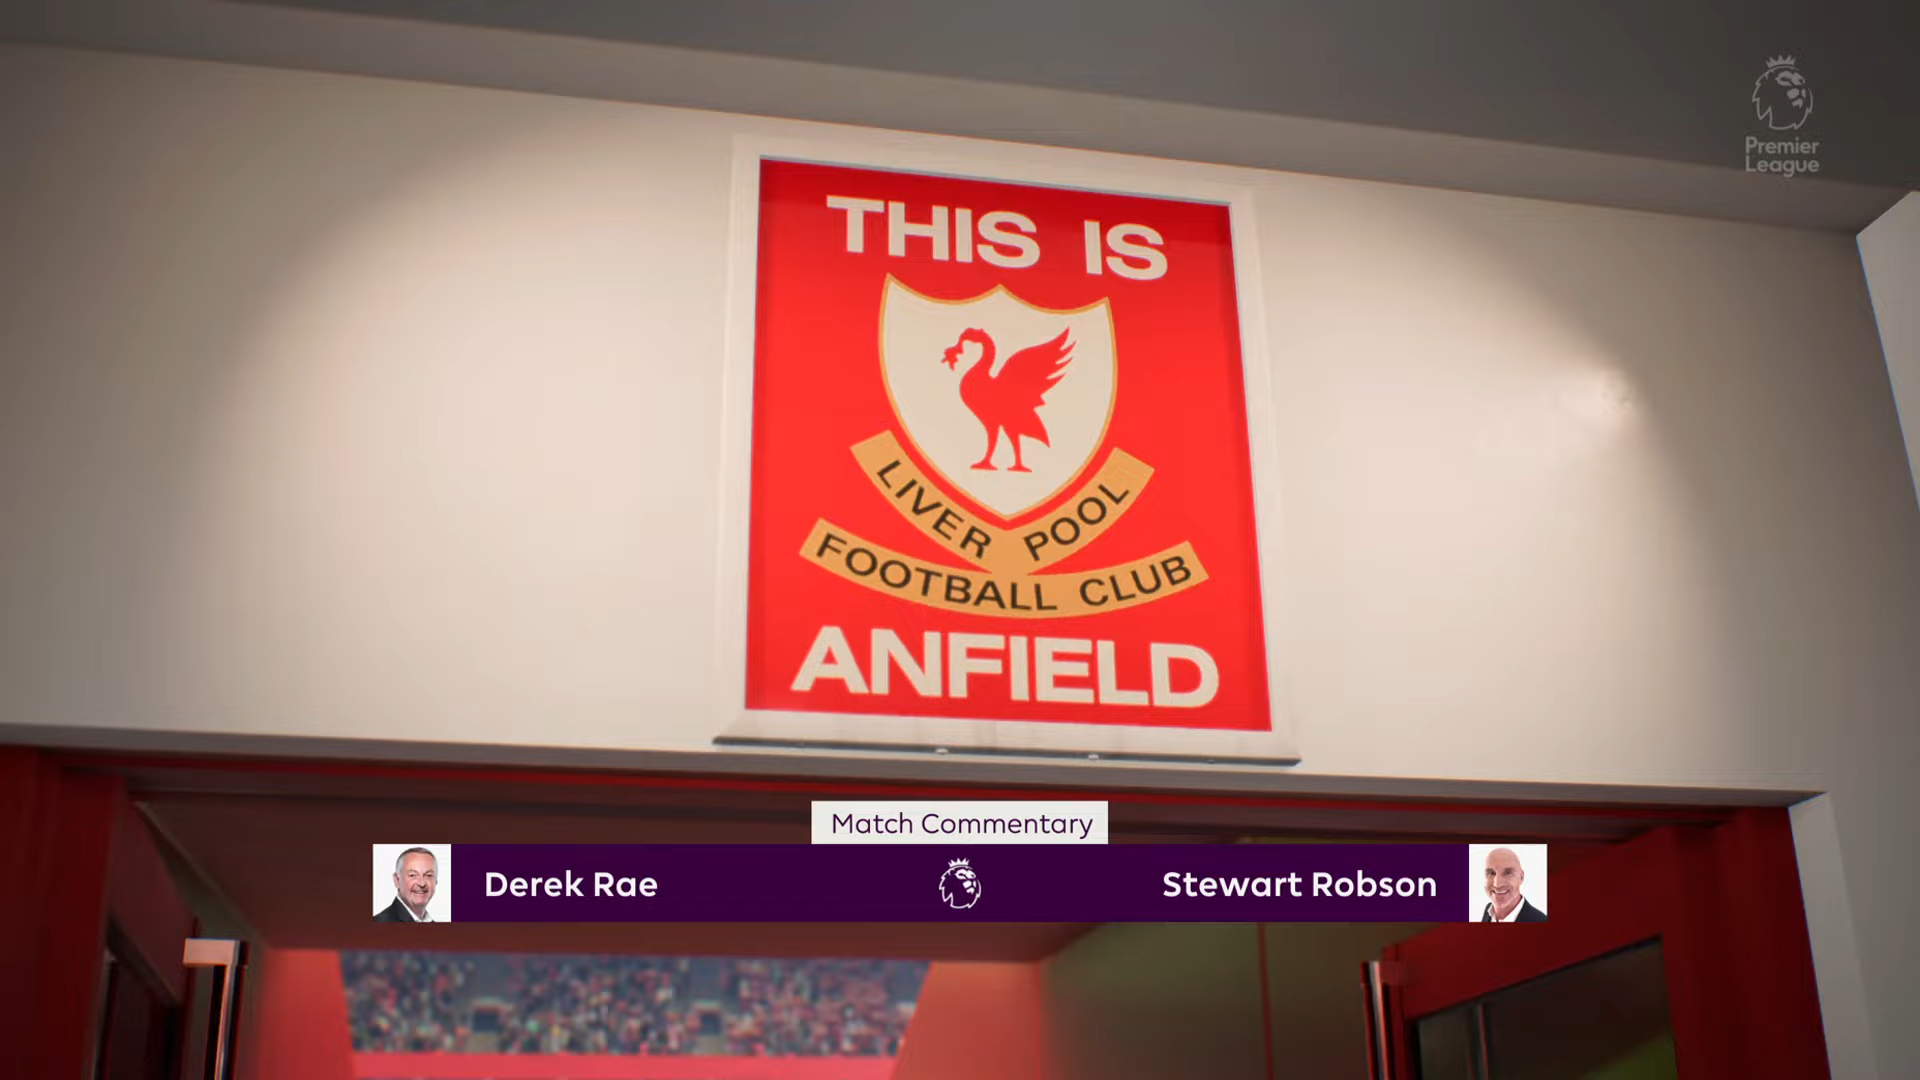 Premier
League
THIS IS
LIVER POOL
FOOTBALL CLUB
ANFIELD
Match Commentary
Derek Rae
Stewart Robson